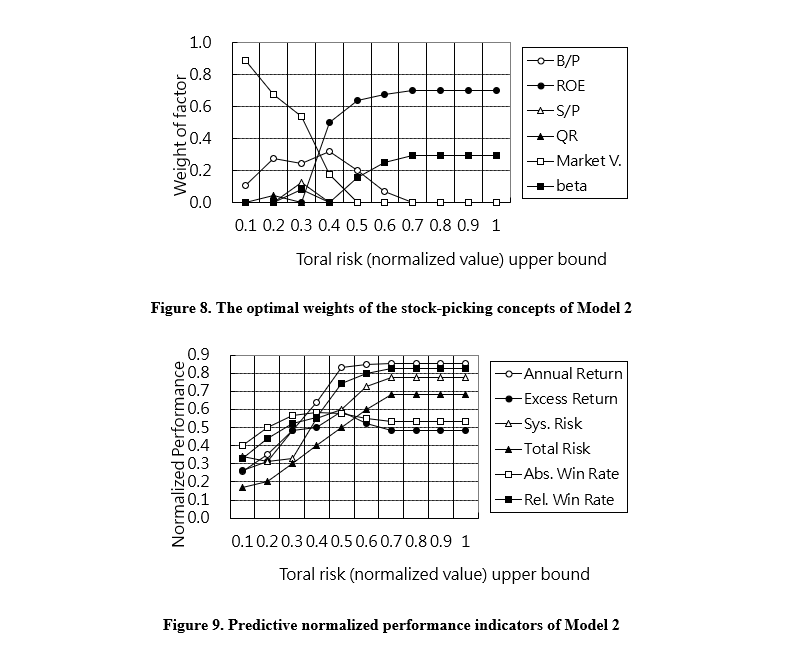 1.0
0.8
0.6
0.4
0.2
0.0
Weight of factor
0.1 0.2 0.3 0.4 0.5 0.6 0.7 0.8 0.9 1
Toral risk (normalized value) upper bound
B/P
ROE
S/P
QR
Market V.
beta
Figure 8. The optimal weights of the stock-picking concepts of Model 2
0.9
0.8
0.7
0.6
0.5
0.4
0.3
0.2
0.1
0.0
Normalized Performance
0.1 0.2 0.3 0.4 0.5 0.6 0.7 0.8 0.9 1
Toral risk (normalized value) upper bound
Annual Return
Excess Return
Sys. Risk
Total Risk
Abs. Win Rate
Rel. Win Rate
Figure 9. Predictive normalized performance indicators of Model 2